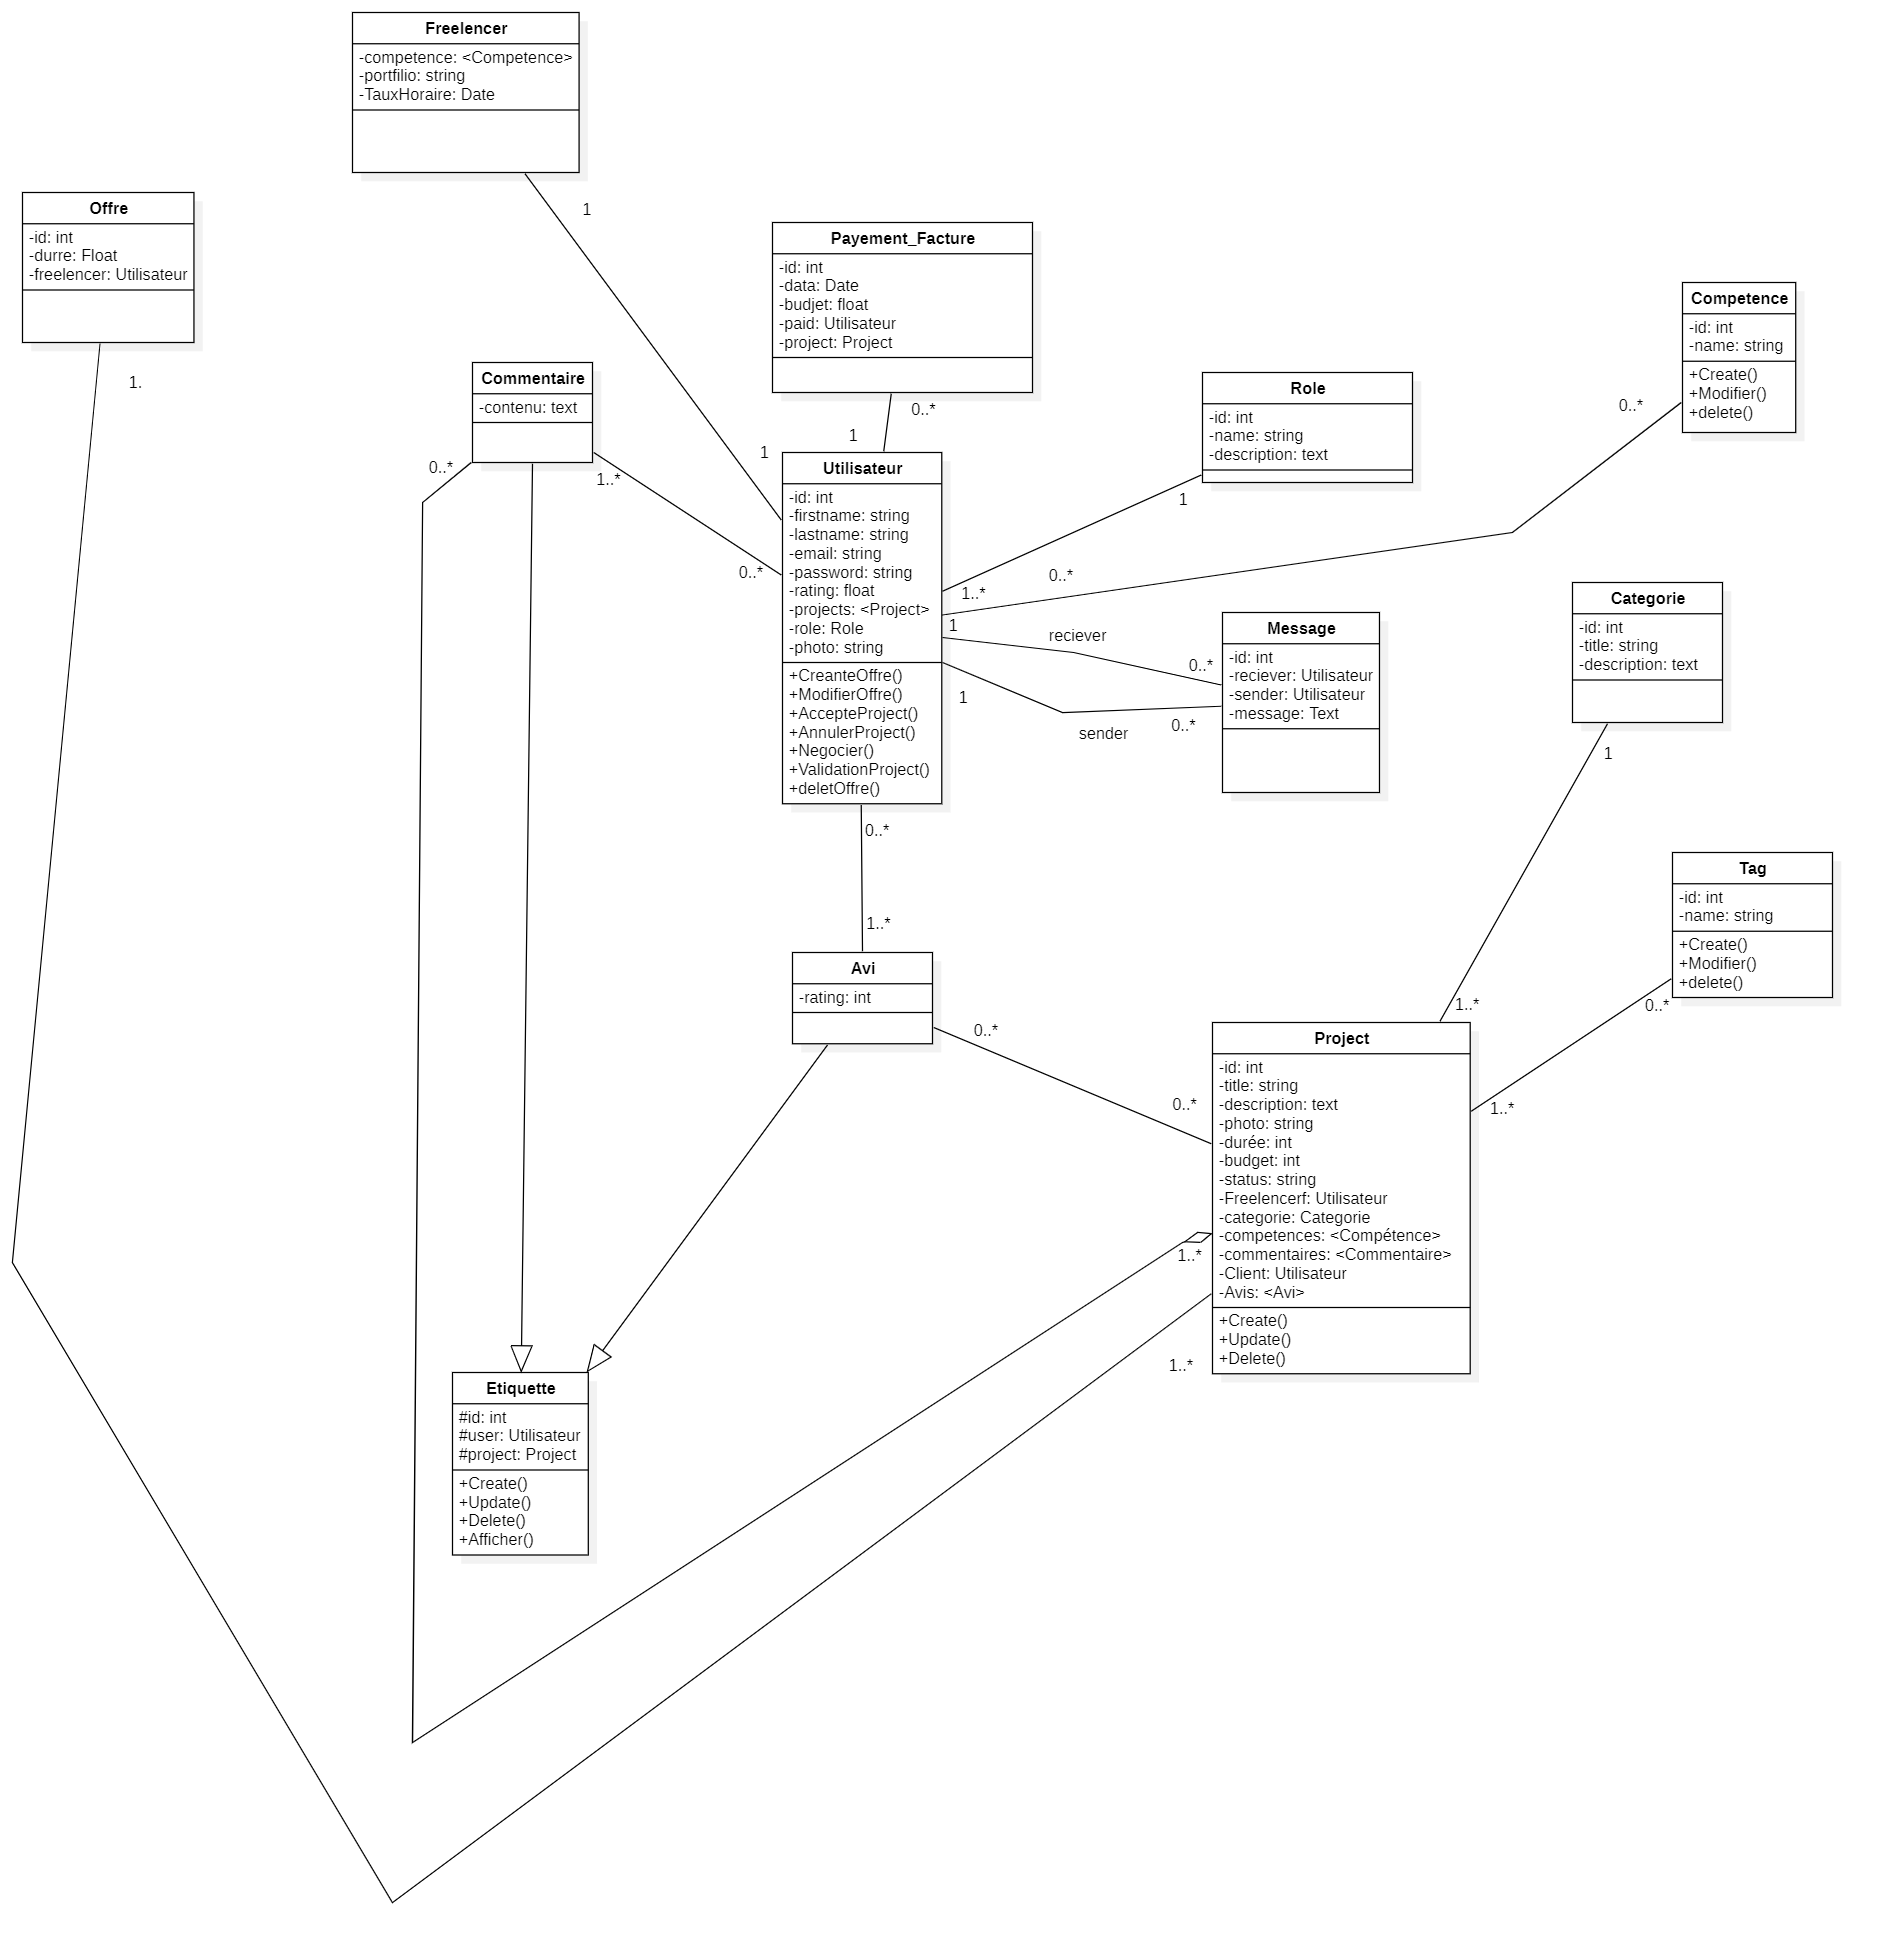 Freelencer
-competence: <Competence>
-portfilio: string
-TauxHoraire: Date
1
Offre
-id: int
-durre: Float
-freelencer: Utilisateur
1.
Payement_Facture
-id: int
-data: Date
-budjet: float
-paid: Utilisateur
-project: Project
0..*
1
1
Competence
-id: int
-name: string
+Create()
+Modifier()
+delete()
0..*
Commentaire
-contenu: text
0..*
1..*
0..*
Role
-id: int
-name: string
-description: text
1
1..*
0..*
Utilisateur
-id: int
-firstname: string
-lastname: string
-email: string
-password: string
-rating: float
-projects: <Project>
-role: Role
-photo: string
+CreanteOffre()
+ModifierOffre()
+AccepteProject()
+AnnulerProject()
+Negocier()
+ValidationProject()
+deletOffre()
1
reciever
0..*
1
sender
0..*
Message
-id: int
-reciever: Utilisateur
-sender: Utilisateur
-message: Text
Categorie
-id: int
-title: string
-description: text
1
1..*
0..*
1..*
Tag
-id: int
-name: string
+Create()
+Modifier()
+delete()
0..*
1..*
Avi
-rating: int
0..*
0..*
Project
-id: int
-title: string
-description: text
-photo: string
-durée: int
-budget: int
-status: string
-Freelencerf: Utilisateur
-categorie: Categorie
-competences: <Compétence>
-commentaires: <Commentaire>
-Client: Utilisateur
-Avis: <Avi>
+Create()
+Update()
+Delete()
1..*
1..*
Etiquette
#id: int
#user: Utilisateur
#project: Project
+Create()
+Update()
+Delete()
+Afficher()